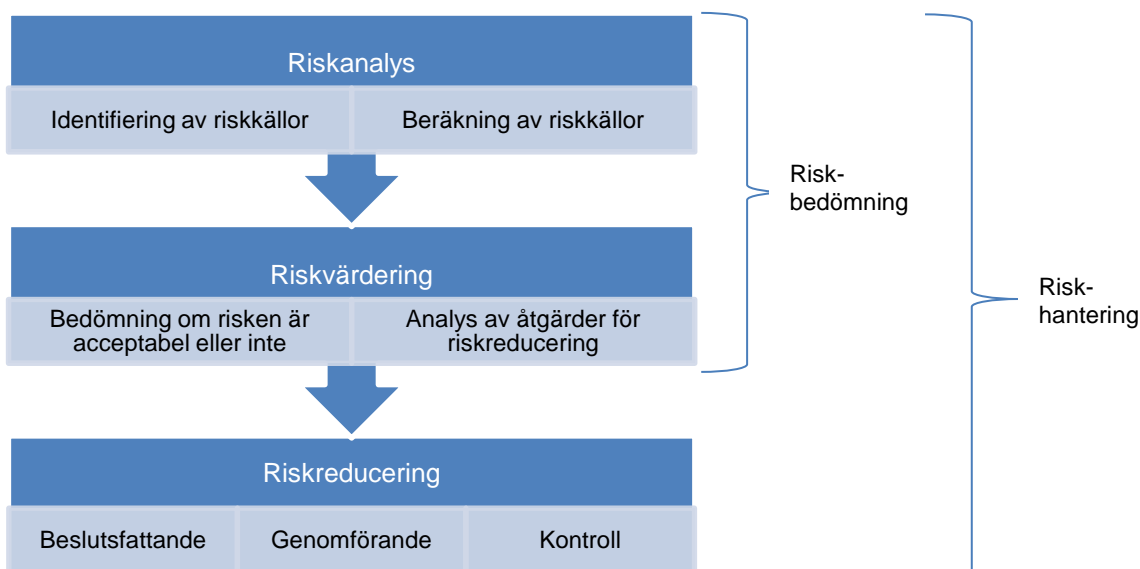 Riskanalys
Identifiering av riskkällor
Beräkning av riskkällor
Risk-
bedömning
Riskvärdering
Bedömning om risken är
acceptabel eller inte
Analys av åtgärder för
riskreducering
Risk-
hantering
Riskreducering
Beslutsfattande
Genomförande
Kontroll